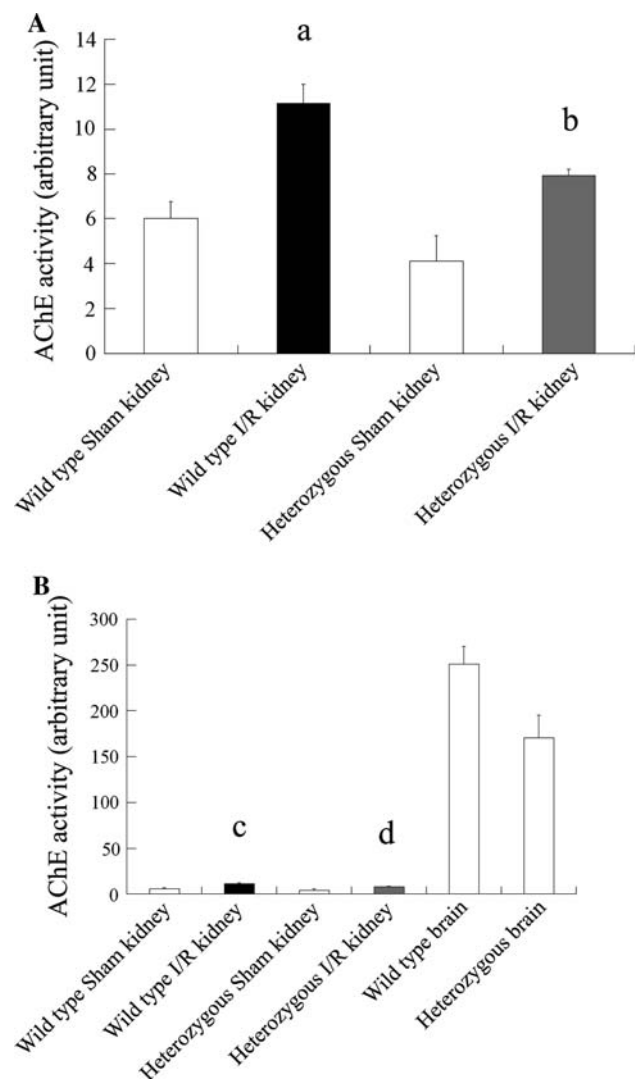 A
AChE activity (arbitrary unit)
14
12
10
8
6
4
2
0
a
b
Wild type Sham kidney
Wild type I/R kidney
Heterozygous Sham kidney
Heterozygous I/R kidney
B
AChE activity (arbitrary unit)
300
250
200
150
100
50
0
c
d
Wild type Sham kidney
Wild type I/R kidney
Heterozygous Sham kidney
Heterozygous I/R kidney
Wild type brain
Heterozygous brain